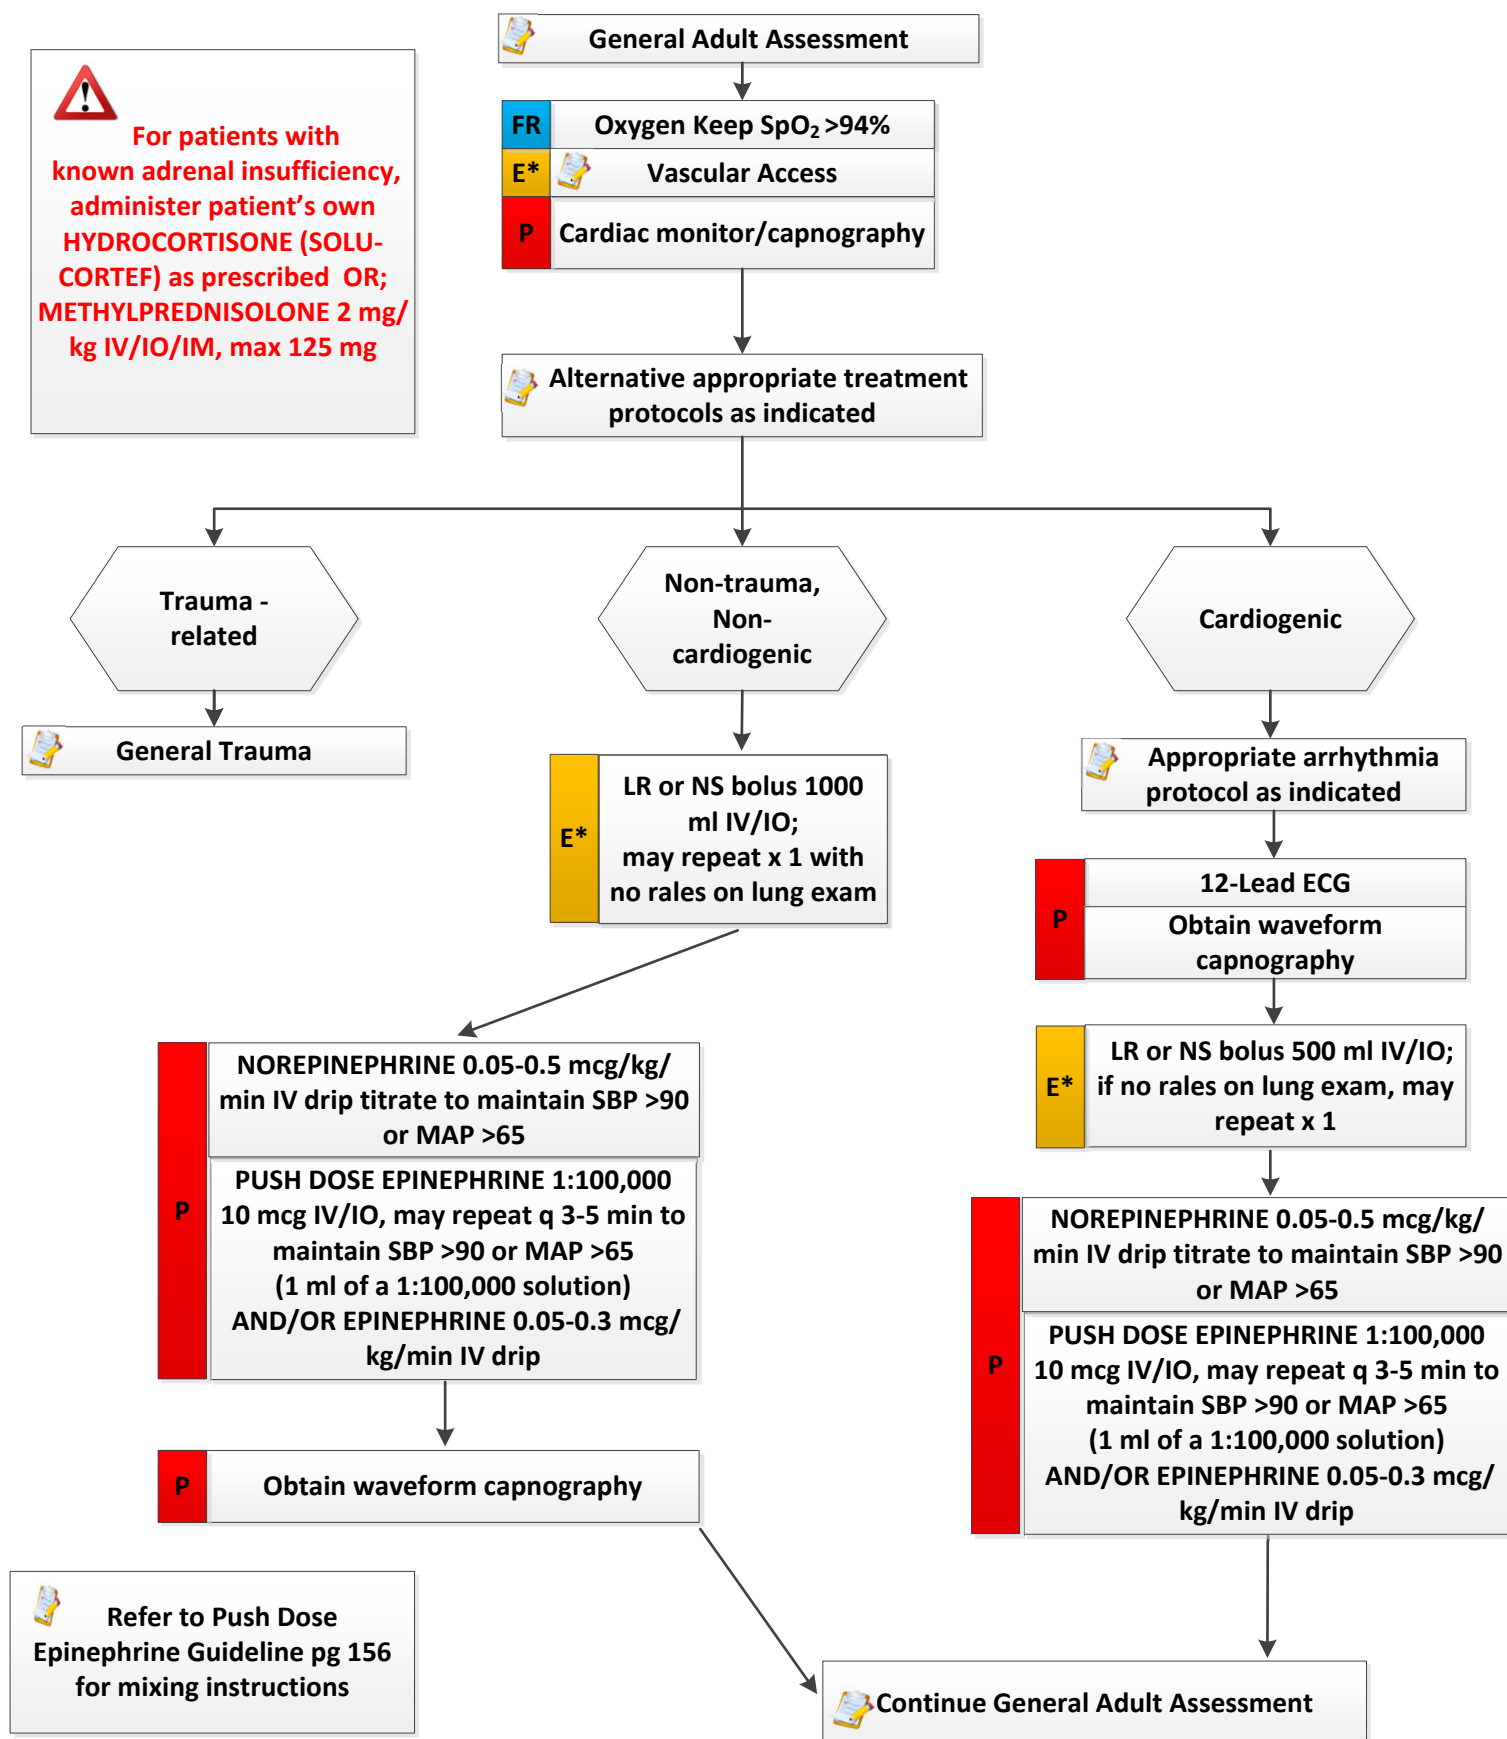 General Adult Assessment
For patients with
known adrenal insufficiency,
administer patient's own
HYDROCORTISONE (SOLU-
CORTEF) as prescribed OR;
METHYLPREDNISOLONE 2 mg/
kg IV/IO/IM, max 125 mg
FR Oxygen Keep SpO₂ >94%
E* Vascular Access
P Cardiac monitor/capnography
Alternative appropriate treatment
protocols as indicated
Trauma -
related
General Trauma
Non-trauma,
Non-
cardiogenic
E*
LR or NS bolus 1000
ml IV/IO;
may repeat x 1 with
no rales on lung exam
P
NOREPINEPHRINE 0.05-0.5 mcg/kg/
min IV drip titrate to maintain SBP >90
or MAP >65
PUSH DOSE EPINEPHRINE 1:100,000
10 mcg IV/IO, may repeat q 3-5 min to
maintain SBP >90 or MAP >65
(1 ml of a 1:100,000 solution)
AND/OR EPINEPHRINE 0.05-0.3 mcg/
kg/min IV drip
P Obtain waveform capnography
Cardiogenic
Appropriate arrhythmia
protocol as indicated
P
12-Lead ECG
Obtain waveform
capnography
E*
LR or NS bolus 500 ml IV/IO;
if no rales on lung exam, may
repeat x 1
P
NOREPINEPHRINE 0.05-0.5 mcg/kg/
min IV drip titrate to maintain SBP >90
or MAP >65
PUSH DOSE EPINEPHRINE 1:100,000
10 mcg IV/IO, may repeat q 3-5 min to
maintain SBP >90 or MAP >65
(1 ml of a 1:100,000 solution)
AND/OR EPINEPHRINE 0.05-0.3 mcg/
kg/min IV drip
Refer to Push Dose
Epinephrine Guideline pg 156
for mixing instructions
Continue General Adult Assessment